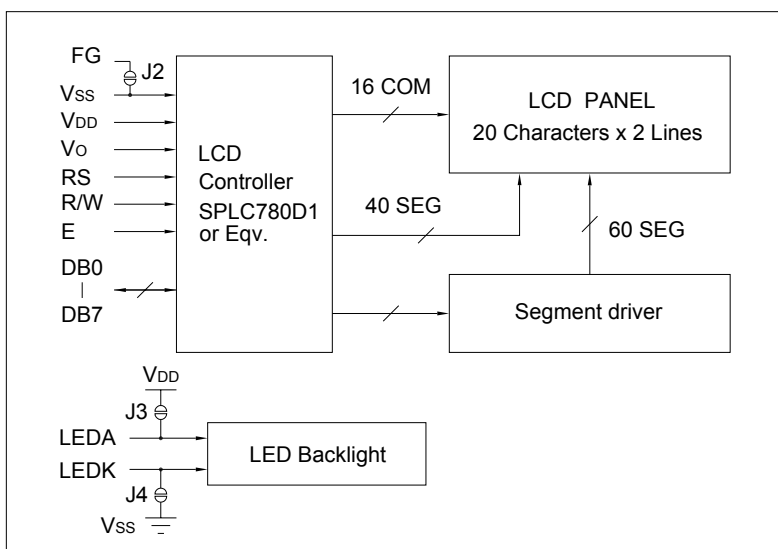 FG
J2
VSS
VDD
VO
RS
R/W
E
DB0
DB7
LCD
Controller
SPLC780D1
or Eqv.
16 COM
40 SEG
LCD PANEL
20 Characters x 2 Lines
60 SEG
Segment driver
VDD
J3
LEDA
LEDK
J4
VSS
LED Backlight